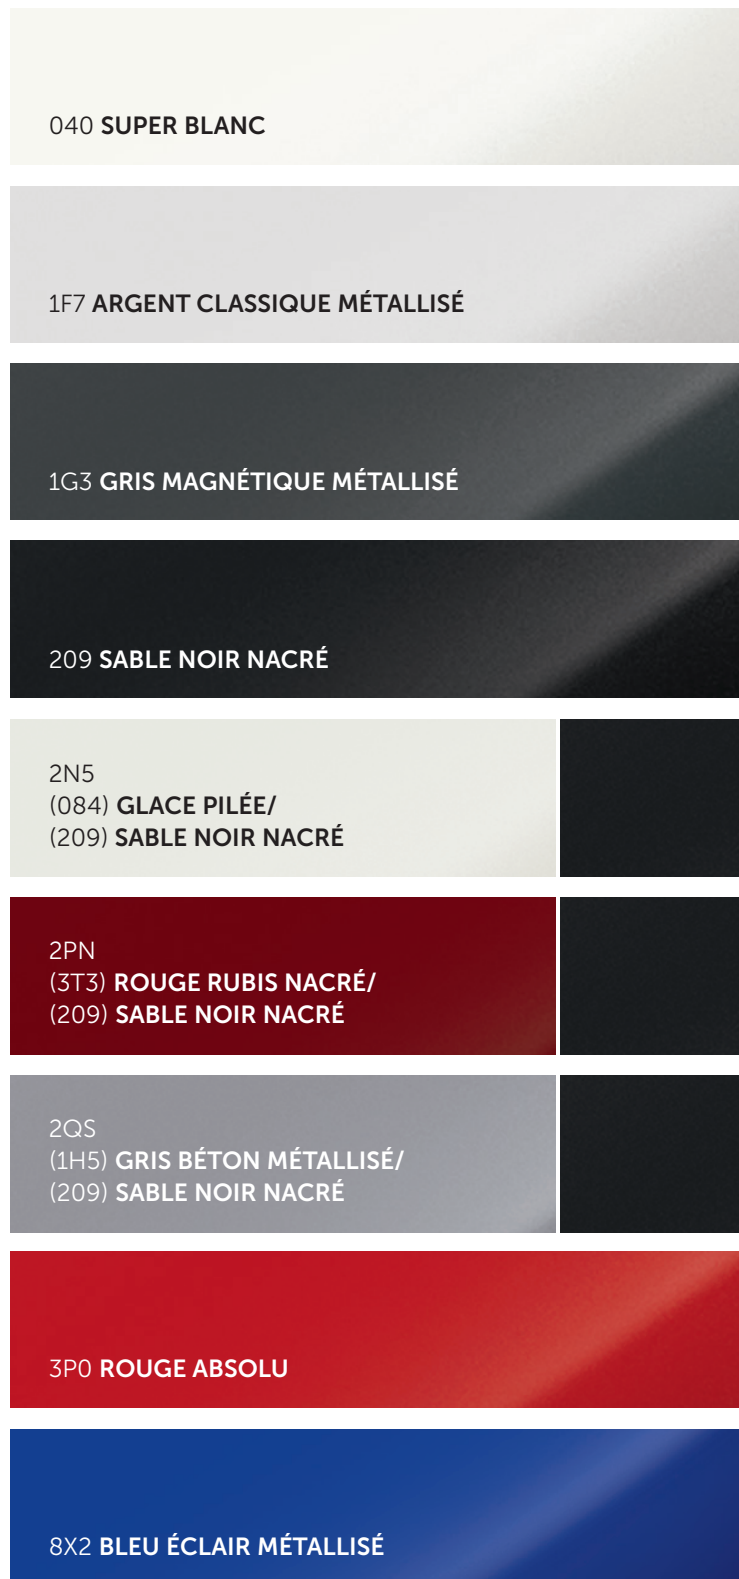 040 SUPER BLANC
1F7 ARGENT CLASSIQUE MÉTALLISÉ
1G3 GRIS MAGNÉTIQUE MÉTALLISÉ
209 SABLE NOIR NACRÉ
2N5
(084) GLACE PILÉE/
(209) SABLE NOIR NACRÉ
2PN
(3T3) ROUGE RUBIS NACRÉ/
(209) SABLE NOIR NACRÉ
2QS
(1H5) GRIS BÉTON MÉTALLISÉ/
(209) SABLE NOIR NACRÉ
3P0 ROUGE ABSOLU
8X2 BLEU ÉCLAIR MÉTALLISÉ